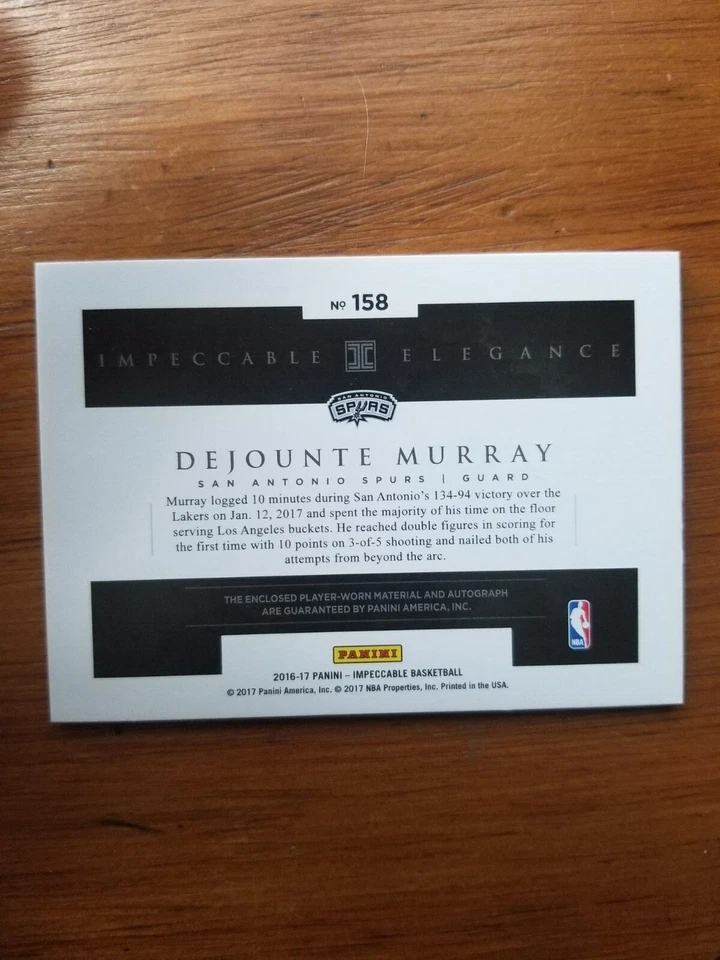 Nº 158
IMPECCABLE ELEGANCE
SAN ANTONIO
SPURS
DEJOUNTE MURRAY
SAN ANTONIO SPURS | GUARD
Murray logged 10 minutes during San Antonio's 134-94 victory over the
Lakers on Jan. 12, 2017 and spent the majority of his time on the floor
serving Los Angeles buckets. He reached double figures in scoring for
the first time with 10 points on 3-of-5 shooting and nailed both of his
attempts from beyond the arc.
THE ENCLOSED PLAYER-WORN MATERIAL AND AUTOGRAPH
ARE GUARANTEED BY PANINI AMERICA, INC.
NBA
PANINI
2016-17 PANINI – IMPECCABLE BASKETBALL
© 2017 Panini America, Inc. © 2017 NBA Properties, Inc. Printed in the USA.